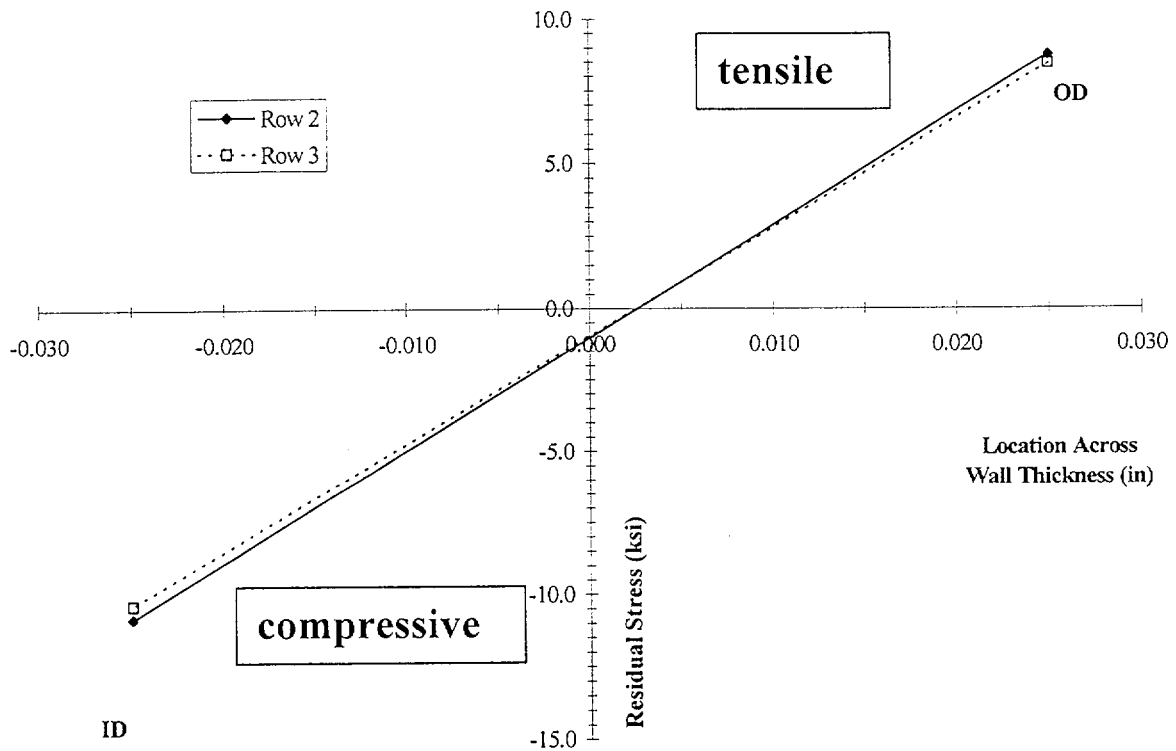 10.0
tensile
OD
Row 2
Row 3
5.0
0.0
-0.030
-0.020
-0.010
0.000
0.010
0.020
0.030
-5.0
Location Across
Wall Thickness (in)
Residual Stress (ksi)
-10.0
compressive
ID
-15.0